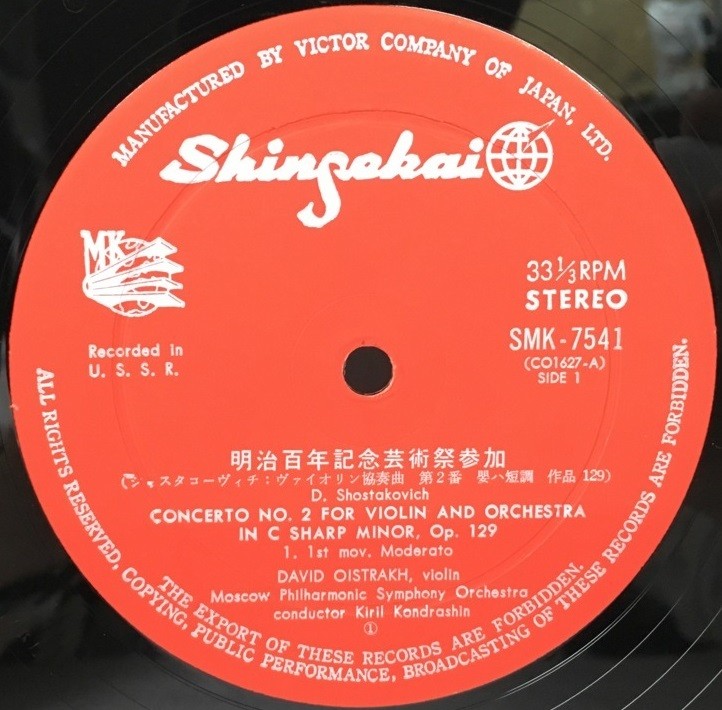 MANUFACTURED BY VICTOR COMPANY OF JAPAN, LTD.
Shinsekai
MK
Recorded in
U. S. S. R.
33 1/3 RPM
STEREO
SMK-7541
(CO1627-A)
SIDE 1
明治百年記念芸術祭参加
(ショスタコーヴィチ：ヴァイオリン協奏曲 第2番 嬰ハ短調 作品129)
D. Shostakovich
CONCERTO NO. 2 FOR VIOLIN AND ORCHESTRA
IN C SHARP MINOR, Op. 129
1. 1st mov. Moderato
DAVID OISTRAKH, violin
Moscow Philharmonic Symphony Orchestra
conductor Kiril Kondrashin
①
THE EXPORT OF THESE RECORDS ARE FORBIDDEN.
ALL RIGHTS RESERVED, COPYING, PUBLIC PERFORMANCE, BROADCASTING OF THESE RECORDS ARE FORBIDDEN.